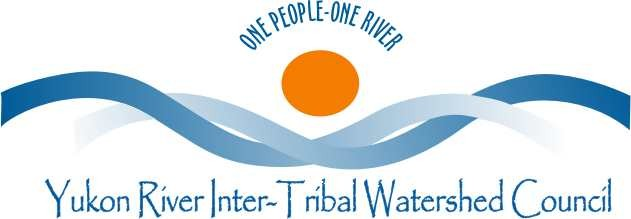 ONE PEOPLE-ONE RIVER
Yukon River Inter-Tribal Watershed Council